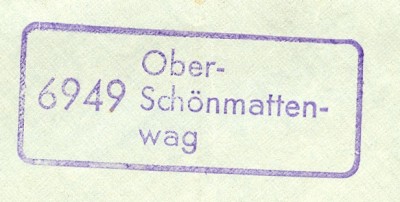 Ober-
6949 Schönmatten-
wag